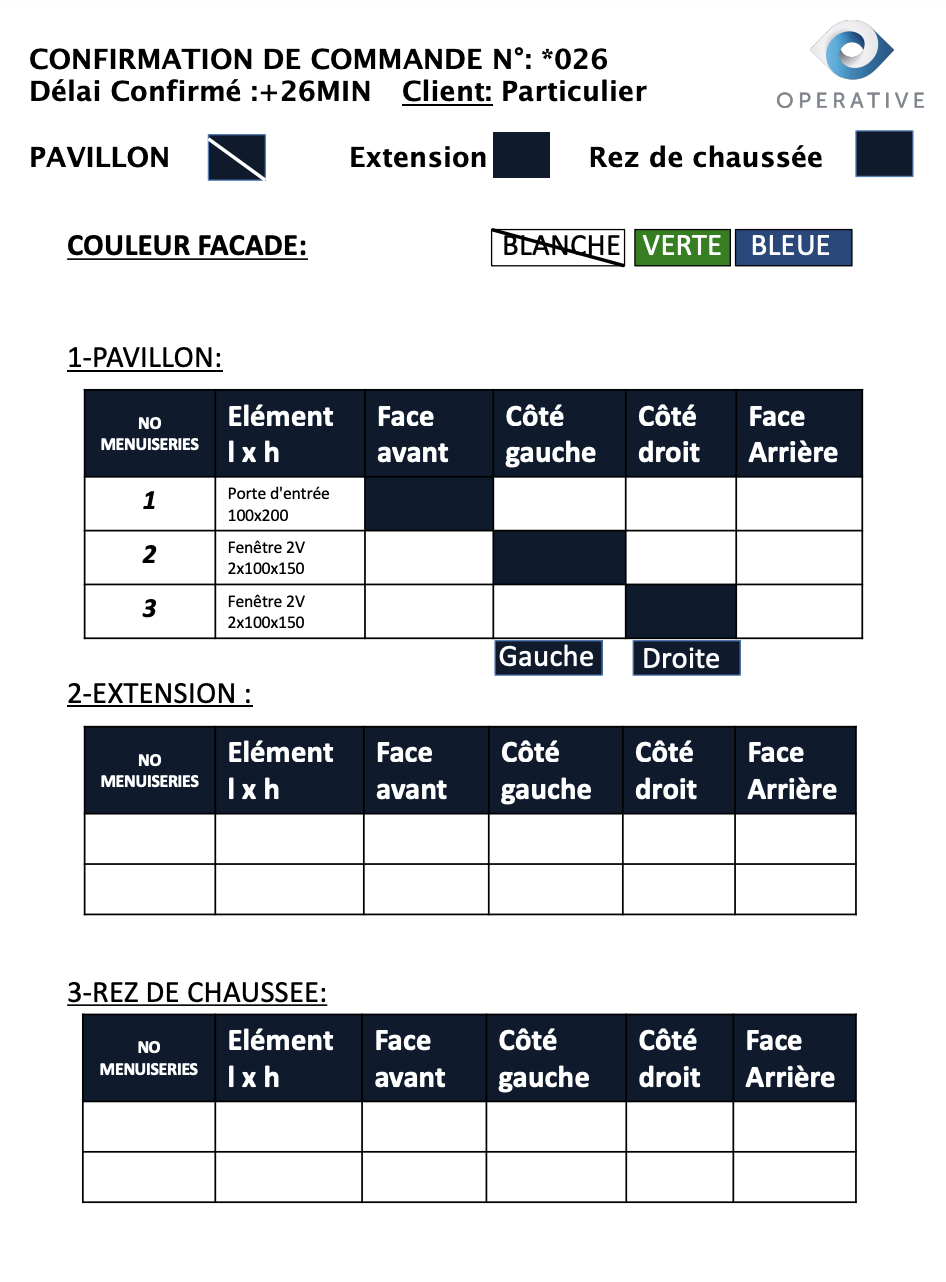 CONFIRMATION DE COMMANDE N°: *026
Délai Confirmé :+26MIN Client: Particulier
OPERATIVE
PAVILLON Extension Rez de chaussée
COULEUR FACADE: BLANCHE VERTE BLEUE
1-PAVILLON:
NO MENUISERIES Elément l x h Face avant Côté gauche Côté droit Face Arrière
1 Porte d'entrée 100x200
2 Fenêtre 2V 2x100x150
3 Fenêtre 2V 2x100x150
Gauche Droite
2-EXTENSION :
NO MENUISERIES Elément l x h Face avant Côté gauche Côté droit Face Arrière
3-REZ DE CHAUSSEE:
NO MENUISERIES Elément l x h Face avant Côté gauche Côté droit Face Arrière